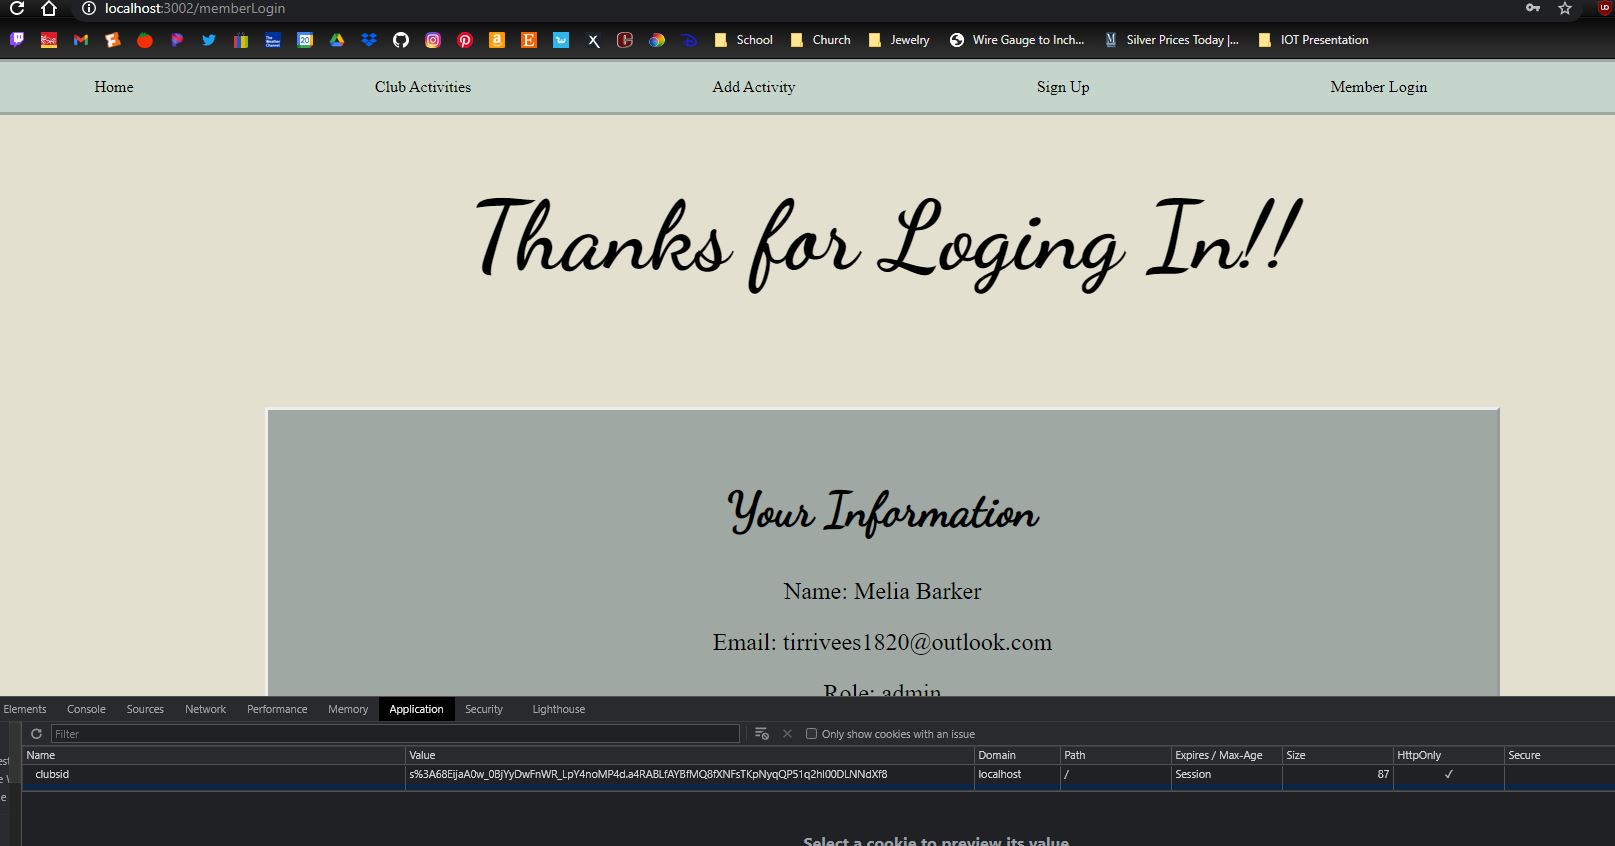 localhost:3002/memberLogin
School Church Jewelry Wire Gauge to Inch... Silver Prices Today |... IOT Presentation
Home Club Activities Add Activity Sign Up Member Login
Thanks for Loging In!!
Your Information
Name: Melia Barker
Email: tirrivees1820@outlook.com
Role: admin
Elements Console Sources Network Performance Memory Application Security Lighthouse
Filter Only show cookies with an issue
Name Value Domain Path Expires / Max-Age Size HttpOnly Secure
clubsid s%3A68EijaA0w_0BjYyDwFnWR_LpY4noMP4d.a4RABLfAYBfMQ8fXNFsTKpNyqQP51q2hl00DLNNdXf8 localhost / Session 87 ✓
Select a cookie to preview its value